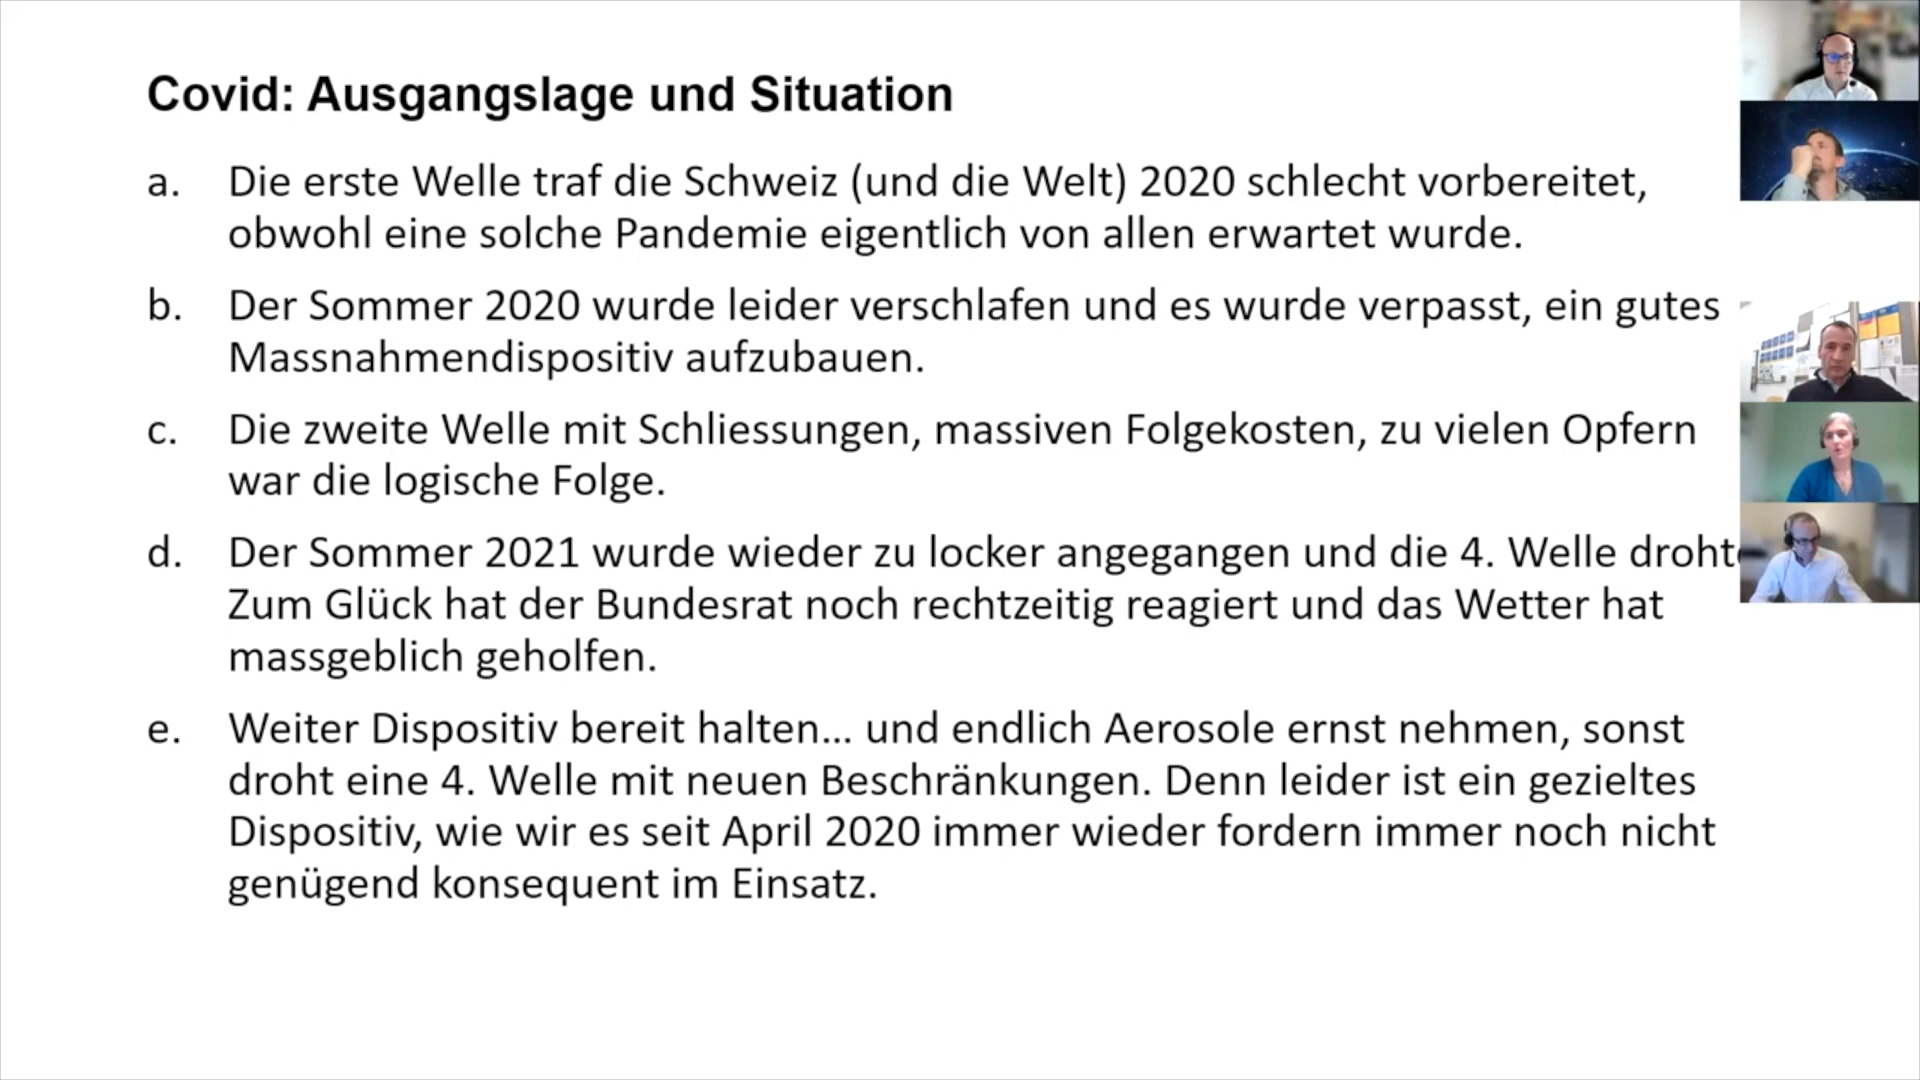 Covid: Ausgangslage und Situation
a. Die erste Welle traf die Schweiz (und die Welt) 2020 schlecht vorbereitet,
obwohl eine solche Pandemie eigentlich von allen erwartet wurde.
b. Der Sommer 2020 wurde leider verschlafen und es wurde verpasst, ein gutes
Massnahmendispositiv aufzubauen.
c. Die zweite Welle mit Schliessungen, massiven Folgekosten, zu vielen Opfern
war die logische Folge.
d. Der Sommer 2021 wurde wieder zu locker angegangen und die 4. Welle drohte
Zum Glück hat der Bundesrat noch rechtzeitig reagiert und das Wetter hat
massgeblich geholfen.
e. Weiter Dispositiv bereit halten... und endlich Aerosole ernst nehmen, sonst
droht eine 4. Welle mit neuen Beschränkungen. Denn leider ist ein gezieltes
Dispositiv, wie wir es seit April 2020 immer wieder fordern immer noch nicht
genügend konsequent im Einsatz.